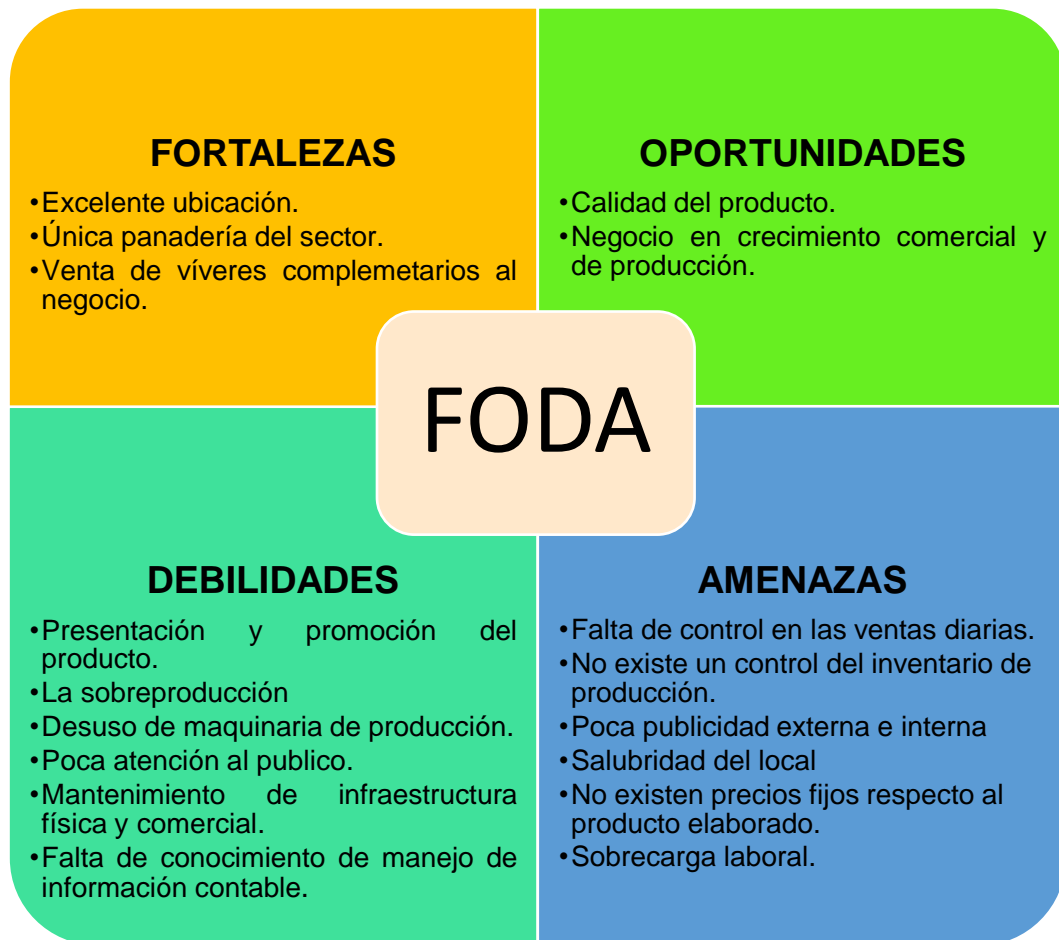 FORTALEZAS
•Excelente ubicación.
•Única panadería del sector.
•Venta de víveres complemetarios al
negocio.
OPORTUNIDADES
•Calidad del producto.
•Negocio en crecimiento comercial y
de producción.
FODA
DEBILIDADES
•Presentación y promoción del
producto.
•La sobreproducción
•Desuso de maquinaria de producción.
•Poca atención al publico.
•Mantenimiento de infraestructura
física y comercial.
•Falta de conocimiento de manejo de
información contable.
AMENAZAS
•Falta de control en las ventas diarias.
•No existe un control del inventario de
producción.
•Poca publicidad externa e interna
•Salubridad del local
•No existen precios fijos respecto al
producto elaborado.
•Sobrecarga laboral.